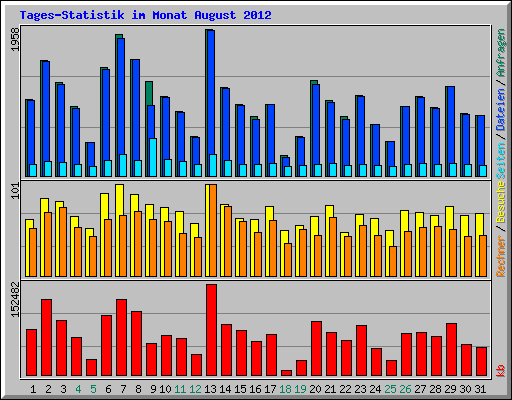 Tages-Statistik im Monat August 2012
1958
101
152482
Rechner / Besuche Seiten / Dateien / Anfragen
kb
1 2 3 4 5 6 7 8 9 10 11 12 13 14 15 16 17 18 19 20 21 22 23 24 25 26 27 28 29 30 31